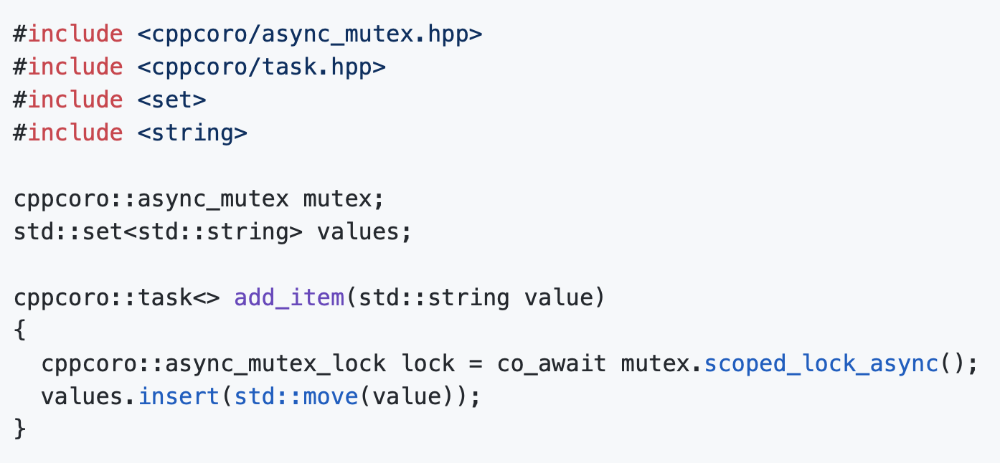 #include <cppcoro/async_mutex.hpp>
#include <cppcoro/task.hpp>
#include <set>
#include <string>

cppcoro::async_mutex mutex;
std::set<std::string> values;

cppcoro::task<> add_item(std::string value)
{
  cppcoro::async_mutex_lock lock = co_await mutex.scoped_lock_async();
  values.insert(std::move(value));
}